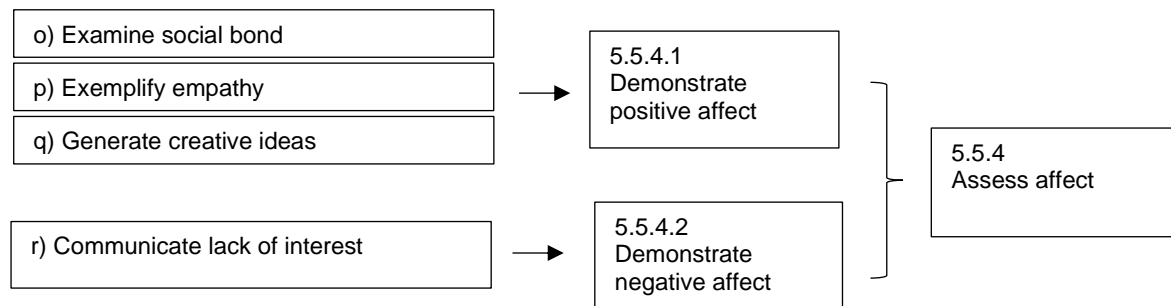 o) Examine social bond
p) Exemplify empathy
q) Generate creative ideas
5.5.4.1
Demonstrate
positive affect
5.5.4
Assess affect
r) Communicate lack of interest
5.5.4.2
Demonstrate
negative affect